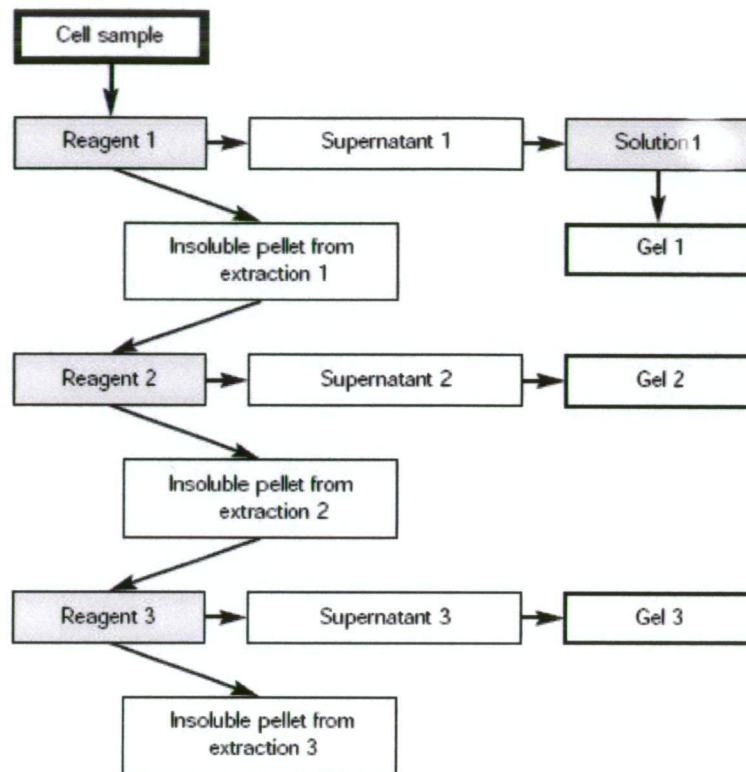 Cell sample
Reagent 1
Supernatant 1
Solution 1
Insoluble pellet from
extraction 1
Gel 1
Reagent 2
Supernatant 2
Gel 2
Insoluble pellet from
extraction 2
Reagent 3
Supernatant 3
Gel 3
Insoluble pellet from
extraction 3